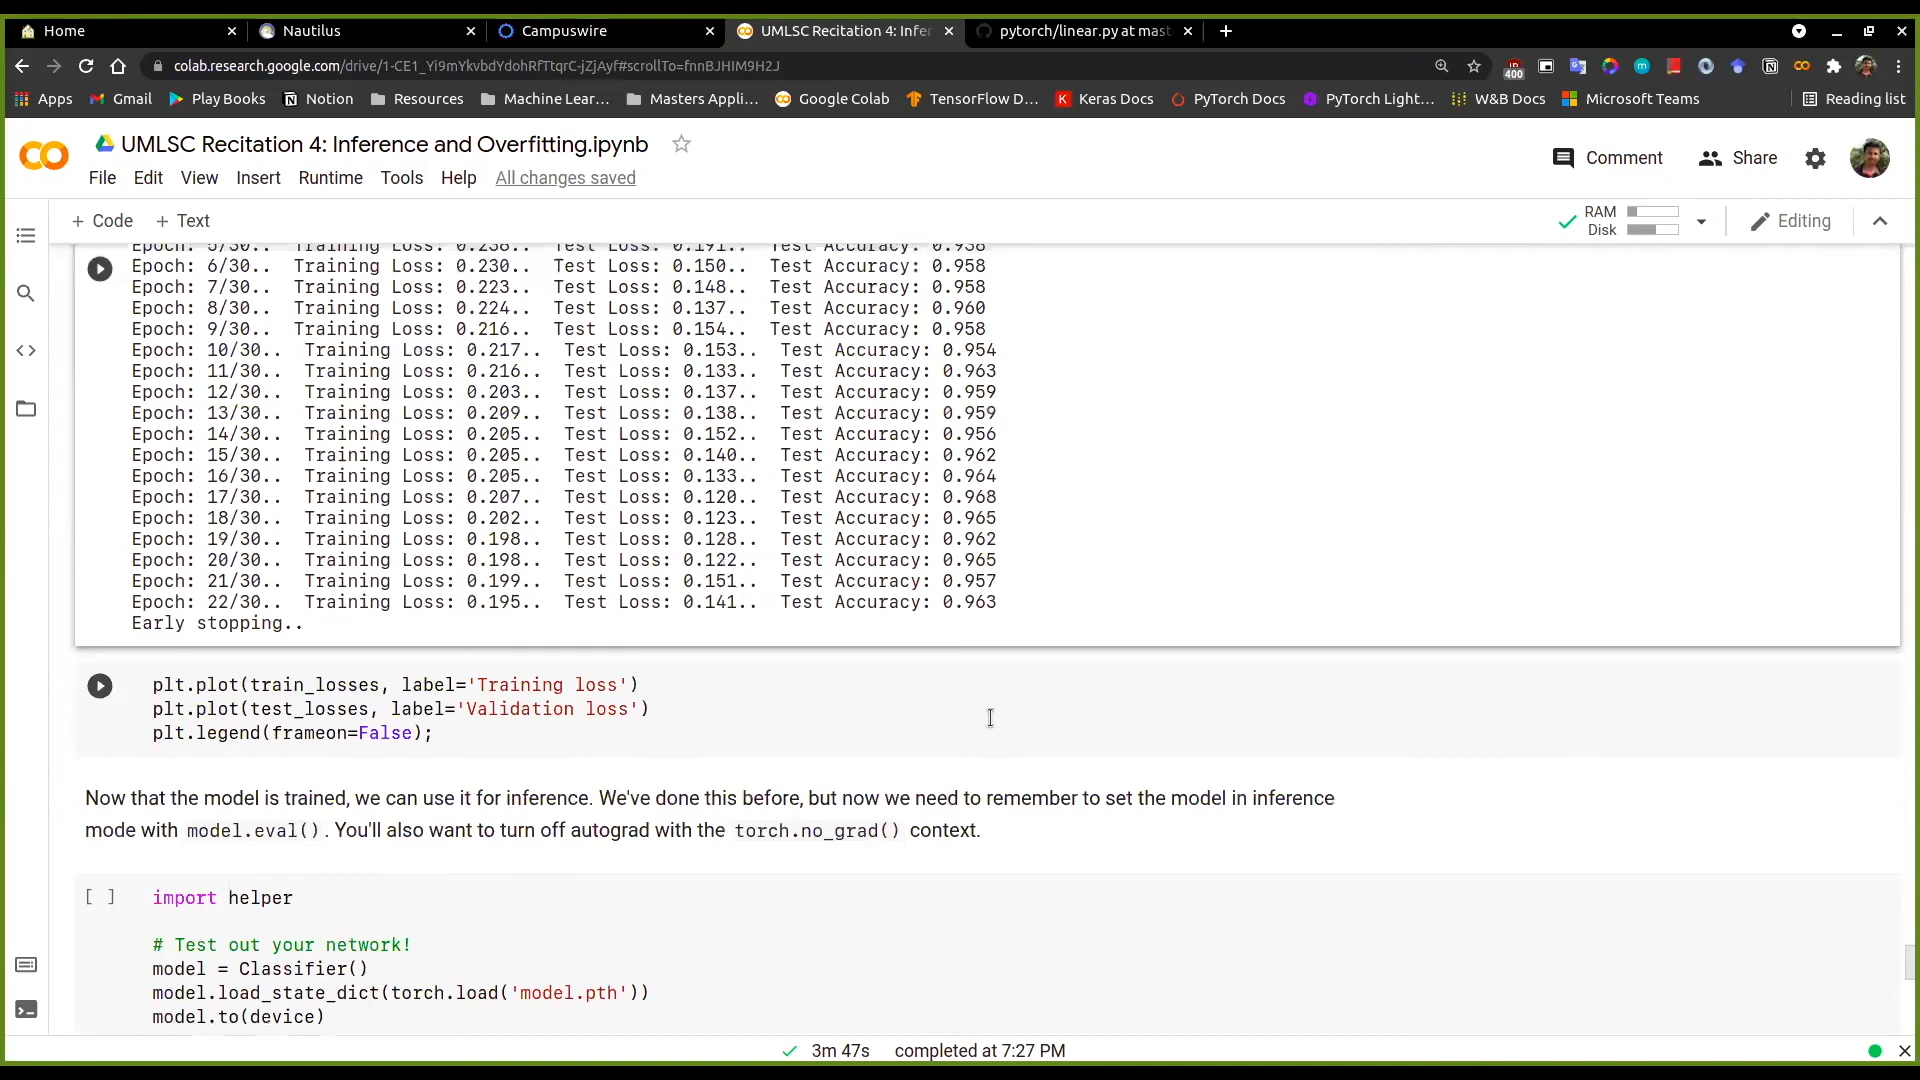 Home
Nautilus
Campuswire
UMLSC Recitation 4: Infer
pytorch/linear.py at mast
colab.research.google.com/drive/1-CE1_Yi9mYkvbdYdohRfTtqrC-jZjAyf#scrollTo=fnnBJHIM9H2J
400
Apps
Gmail
Play Books
Notion
Resources
Machine Lear...
Masters Appli...
Google Colab
TensorFlow D...
Keras Docs
PyTorch Docs
PyTorch Light...
W&B Docs
Microsoft Teams
Reading list
UMLSC Recitation 4: Inference and Overfitting.ipynb
Comment
Share
File Edit View Insert Runtime Tools Help All changes saved
+ Code + Text
RAM
Disk
Editing
Epoch: 5/30.. Training Loss: 0.236.. Test Loss: 0.191.. Test Accuracy: 0.938
Epoch: 6/30.. Training Loss: 0.230.. Test Loss: 0.150.. Test Accuracy: 0.958
Epoch: 7/30.. Training Loss: 0.223.. Test Loss: 0.148.. Test Accuracy: 0.958
Epoch: 8/30.. Training Loss: 0.224.. Test Loss: 0.137.. Test Accuracy: 0.960
Epoch: 9/30.. Training Loss: 0.216.. Test Loss: 0.154.. Test Accuracy: 0.958
Epoch: 10/30.. Training Loss: 0.217.. Test Loss: 0.153.. Test Accuracy: 0.954
Epoch: 11/30.. Training Loss: 0.216.. Test Loss: 0.133.. Test Accuracy: 0.963
Epoch: 12/30.. Training Loss: 0.203.. Test Loss: 0.137.. Test Accuracy: 0.959
Epoch: 13/30.. Training Loss: 0.209.. Test Loss: 0.138.. Test Accuracy: 0.959
Epoch: 14/30.. Training Loss: 0.205.. Test Loss: 0.152.. Test Accuracy: 0.956
Epoch: 15/30.. Training Loss: 0.205.. Test Loss: 0.140.. Test Accuracy: 0.962
Epoch: 16/30.. Training Loss: 0.205.. Test Loss: 0.133.. Test Accuracy: 0.964
Epoch: 17/30.. Training Loss: 0.207.. Test Loss: 0.120.. Test Accuracy: 0.968
Epoch: 18/30.. Training Loss: 0.202.. Test Loss: 0.123.. Test Accuracy: 0.965
Epoch: 19/30.. Training Loss: 0.198.. Test Loss: 0.128.. Test Accuracy: 0.962
Epoch: 20/30.. Training Loss: 0.198.. Test Loss: 0.122.. Test Accuracy: 0.965
Epoch: 21/30.. Training Loss: 0.199.. Test Loss: 0.151.. Test Accuracy: 0.957
Epoch: 22/30.. Training Loss: 0.195.. Test Loss: 0.141.. Test Accuracy: 0.963
Early stopping..
plt.plot(train_losses, label='Training loss')
plt.plot(test_losses, label='Validation loss')
plt.legend(frameon=False);
Now that the model is trained, we can use it for inference. We've done this before, but now we need to remember to set the model in inference
mode with model.eval(). You'll also want to turn off autograd with the torch.no_grad() context.
[ ] import helper
# Test out your network!
model = Classifier()
model.load_state_dict(torch.load('model.pth'))
model.to(device)
3m 47s completed at 7:27 PM